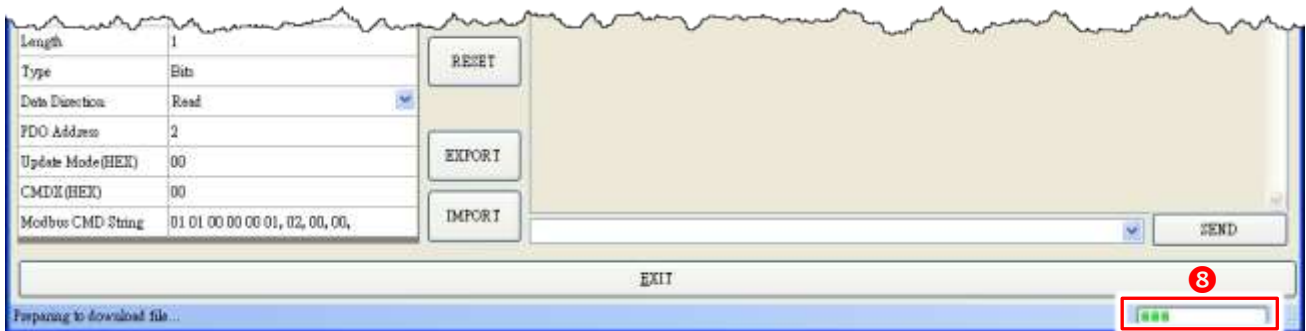 Length 1
Type Bits
Data Direction Read
PDO Address 2
Update Mode(HEX) 00
CMDX(HEX) 00
Modbus CMD String 01 01 00 00 00 01, 02, 00, 00,
RESET
EXPORT
IMPORT
SEND
EXIT
8
Preparing to download file...